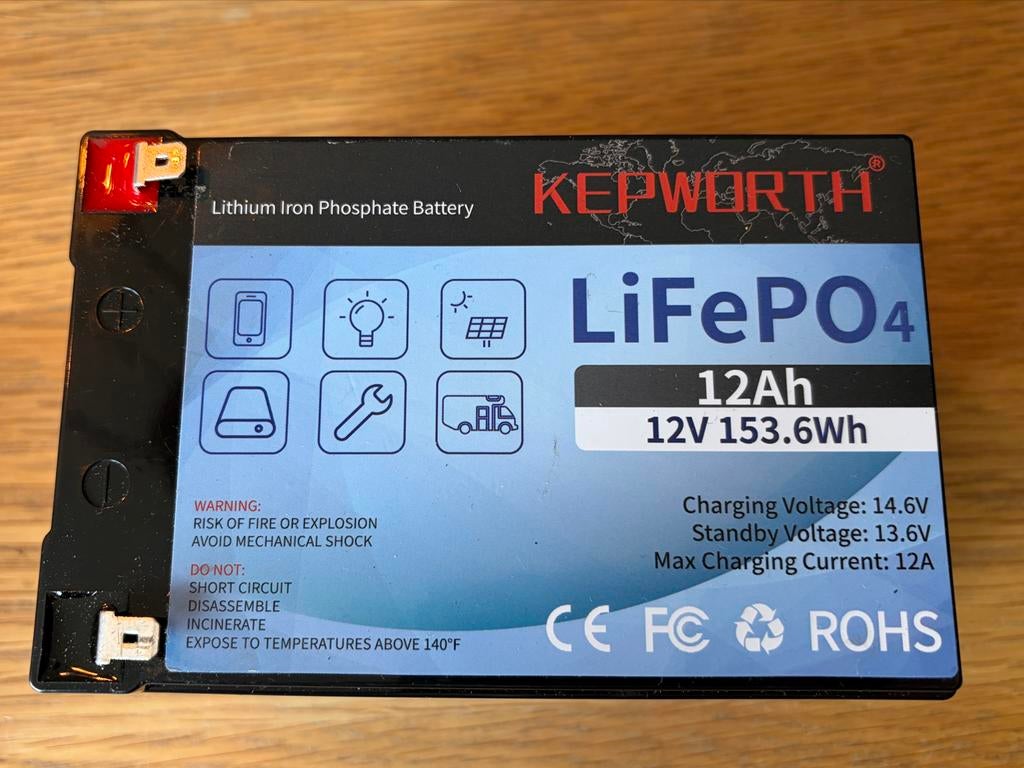 Lithium Iron Phosphate Battery
KEPWORTH®
LiFePO4
12Ah
12V 153.6Wh
WARNING:
RISK OF FIRE OR EXPLOSION
AVOID MECHANICAL SHOCK
DO NOT:
SHORT CIRCUIT
DISASSEMBLE
INCINERATE
EXPOSE TO TEMPERATURES ABOVE 140°F
Charging Voltage: 14.6V
Standby Voltage: 13.6V
Max Charging Current: 12A
CE FC ROHS